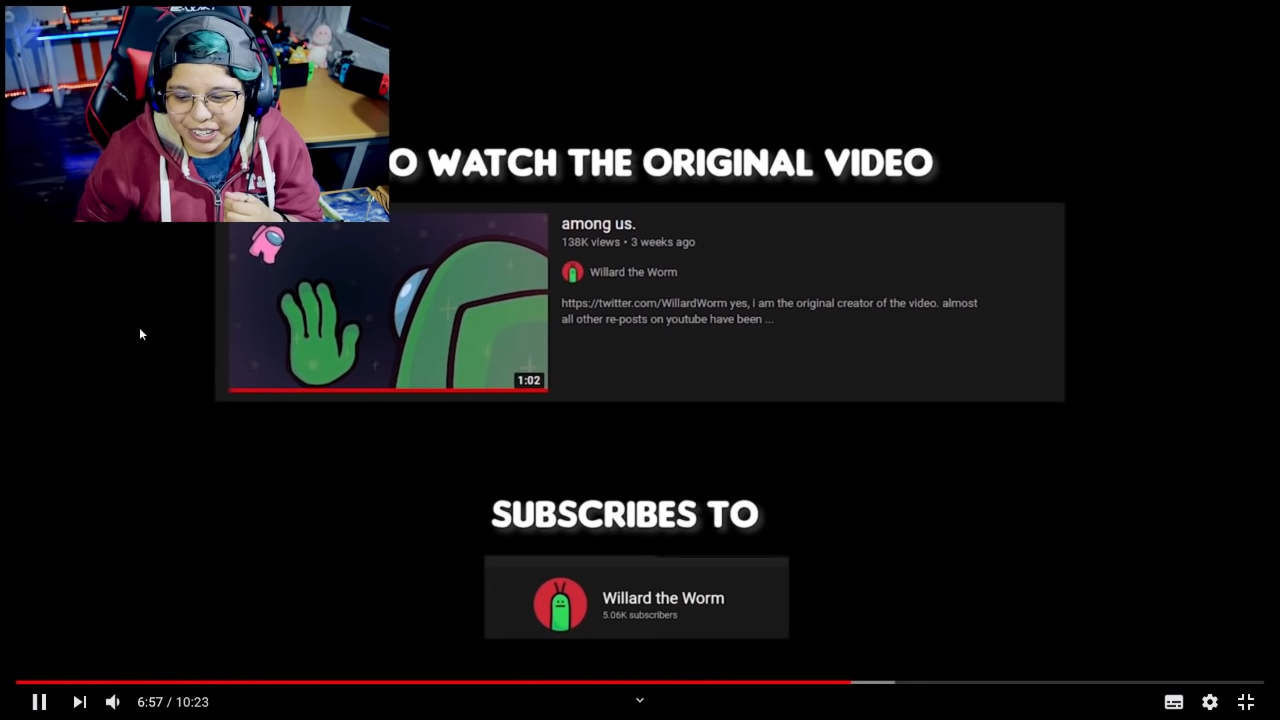 O WATCH THE ORIGINAL VIDEO
among us.
138K views • 3 weeks ago
Willard the Worm
https://twitter.com/WillardWorm yes, i am the original creator of the video. almost
all other re-posts on youtube have been ...
1:02
SUBSCRIBES TO
Willard the Worm
5.06K subscribers
6:57 / 10:23